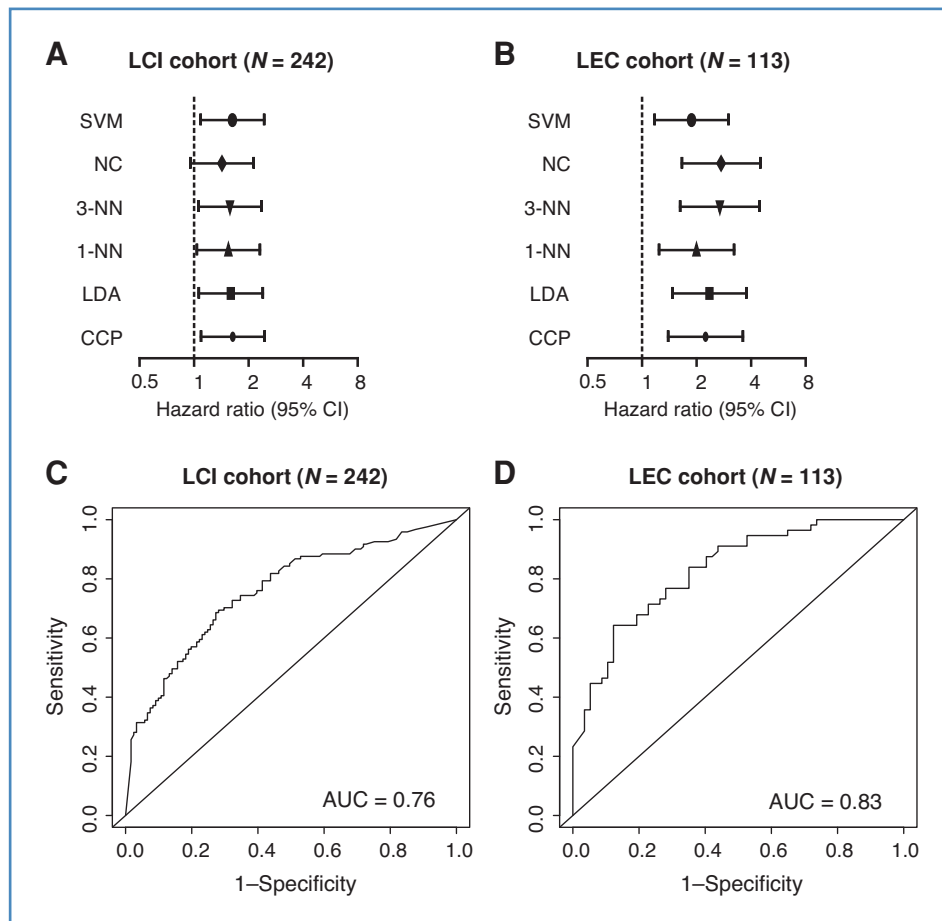 A
LCI cohort (N = 242)
SVM
NC
3-NN
1-NN
LDA
CCP
0.5 1 2 4 8
Hazard ratio (95% CI)
B
LEC cohort (N = 113)
SVM
NC
3-NN
1-NN
LDA
CCP
0.5 1 2 4 8
Hazard ratio (95% CI)
C
LCI cohort (N = 242)
Sensitivity
1.0
0.8
0.6
0.4
0.2
0.0
AUC = 0.76
0.0 0.2 0.4 0.6 0.8 1.0
1–Specificity
D
LEC cohort (N = 113)
Sensitivity
1.0
0.8
0.6
0.4
0.2
0.0
AUC = 0.83
0.0 0.2 0.4 0.6 0.8 1.0
1–Specificity